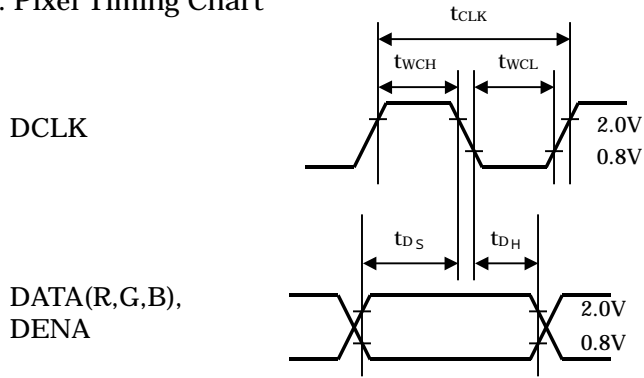 . Pixel Timing Chart
tCLK
tWCH tWCL
DCLK
2.0V
0.8V
tDS tDH
DATA(R,G,B),
DENA
2.0V
0.8V